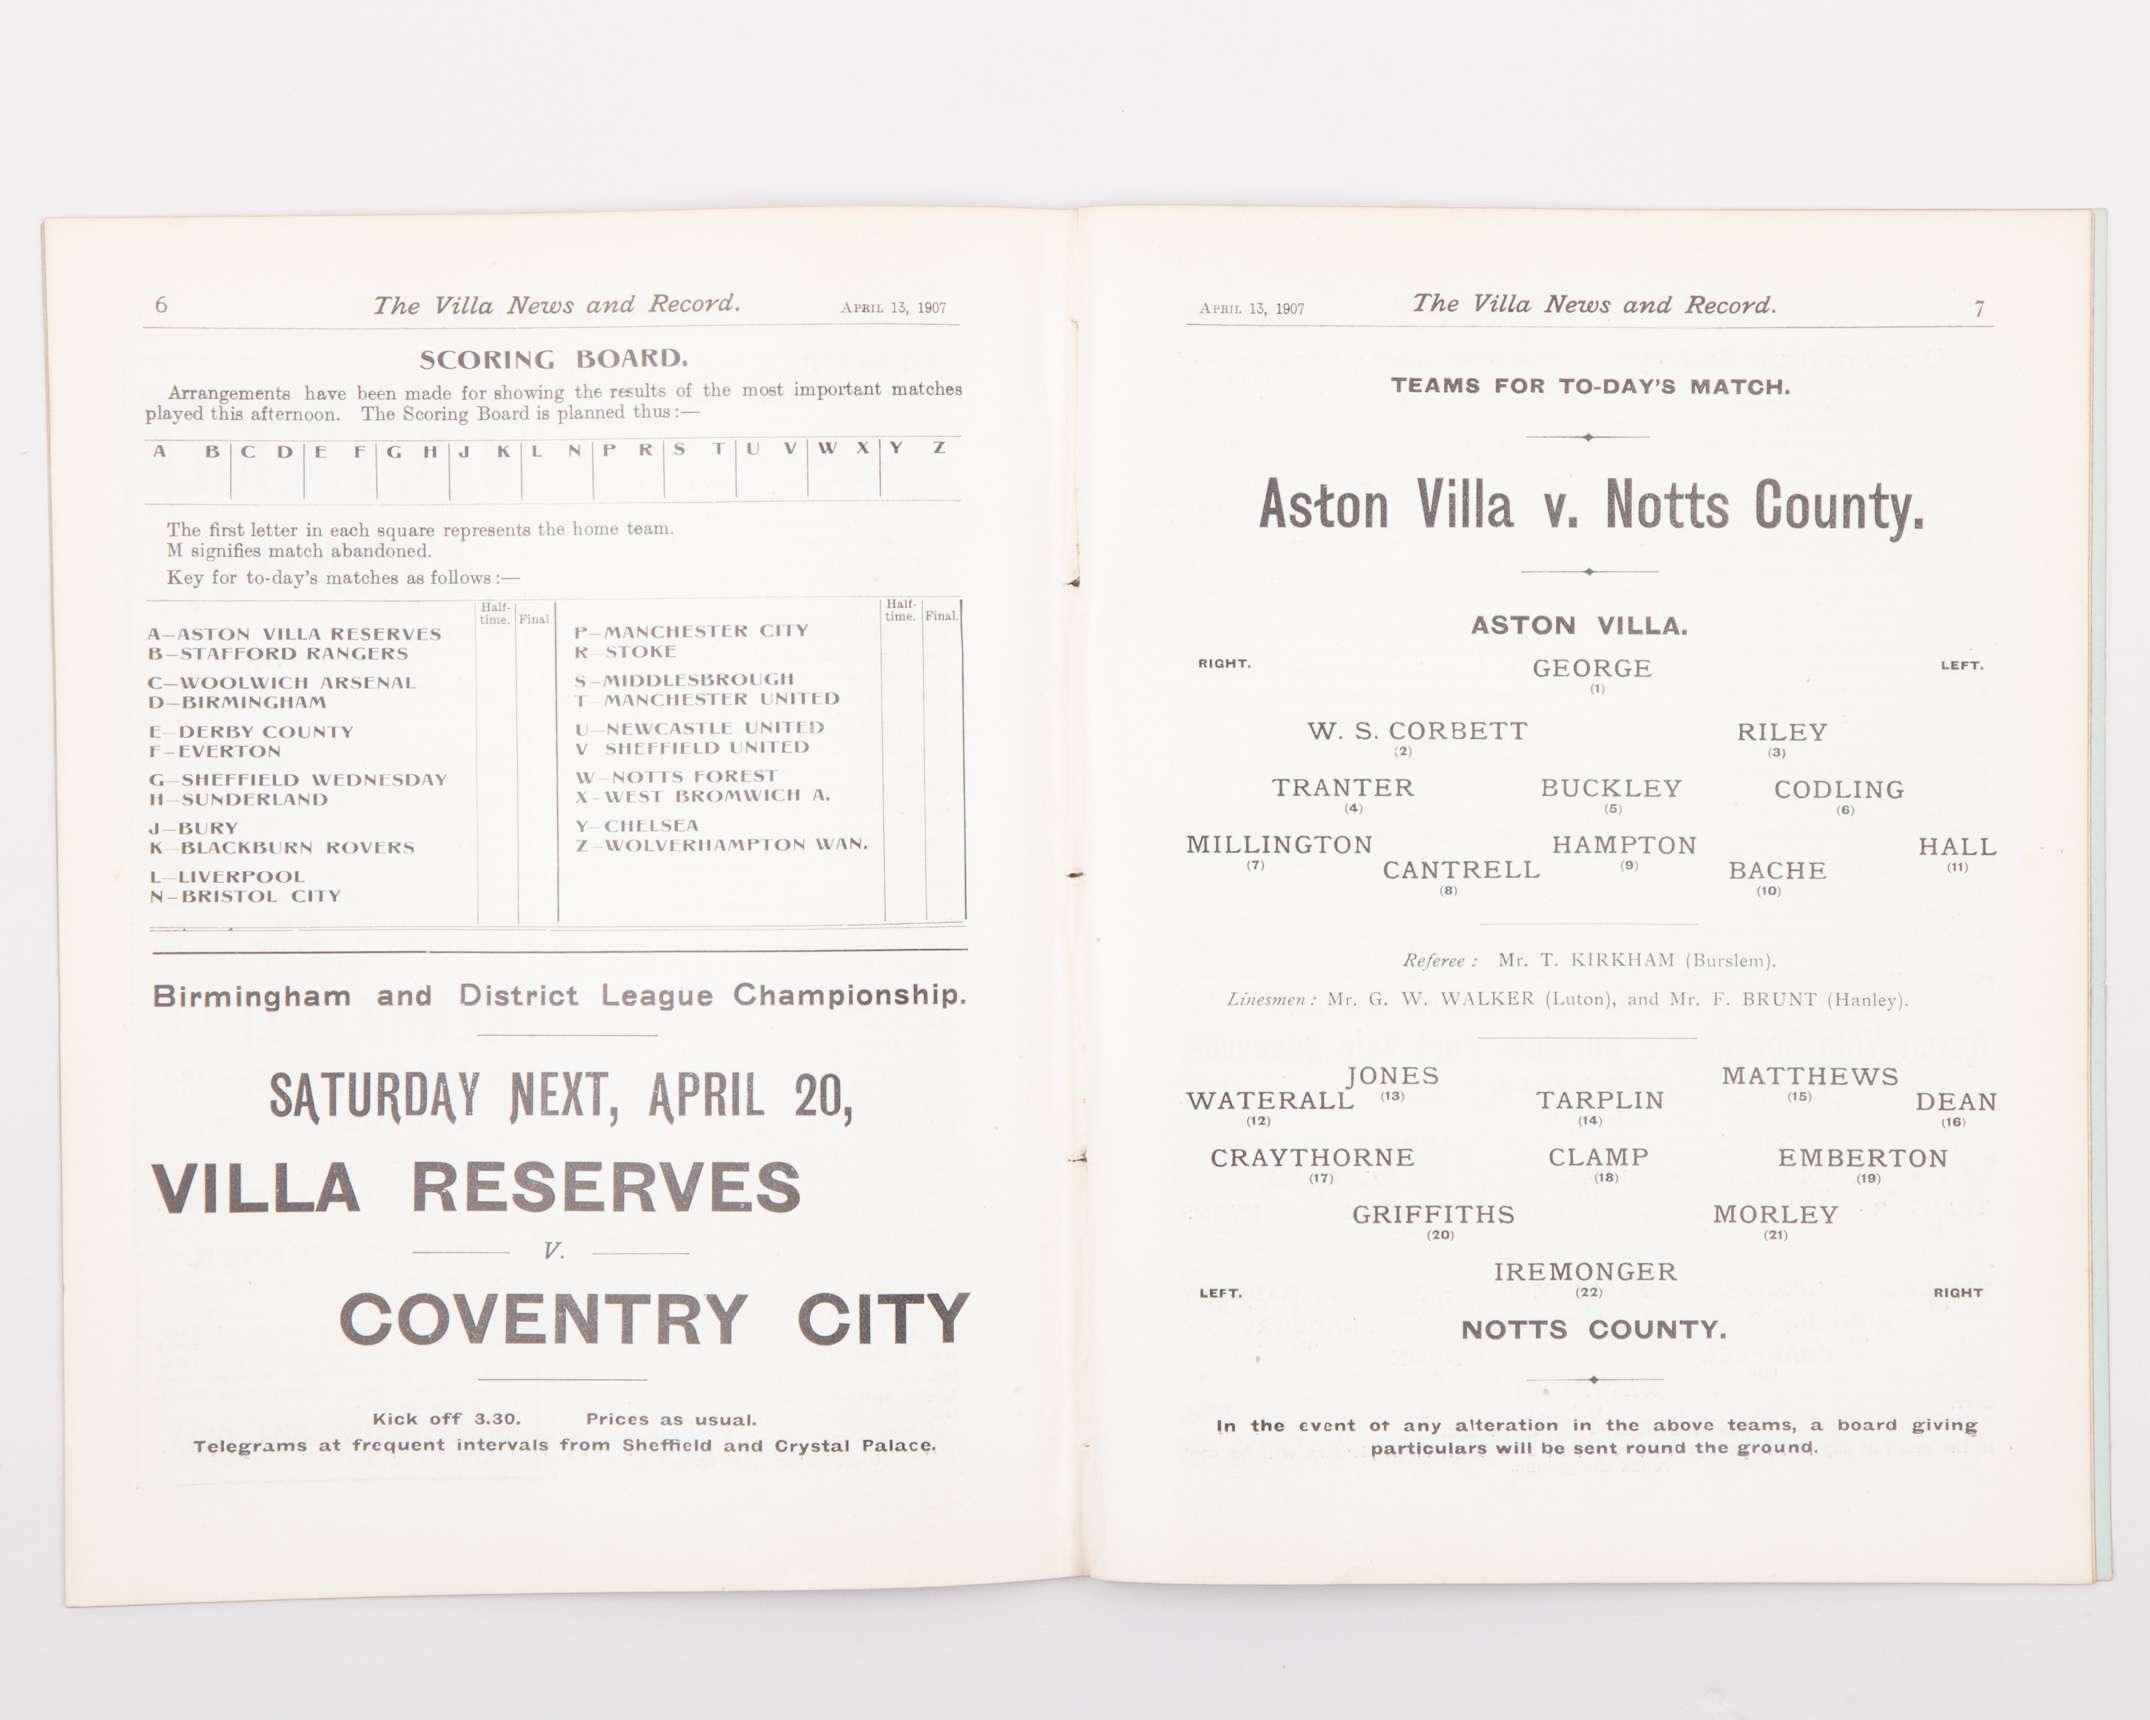 6 The Villa News and Record. APRIL 13, 1907
SCORING BOARD.
Arrangements have been made for showing the results of the most important matches
played this afternoon. The Scoring Board is planned thus:—
A B C D E F G H J K L N P R S T U V W X Y Z
The first letter in each square represents the home team.
M signifies match abandoned.
Key for to-day's matches as follows:—
Half-time. Final
A—ASTON VILLA RESERVES
B—STAFFORD RANGERS
C—WOOLWICH ARSENAL
D—BIRMINGHAM
E—DERBY COUNTY
F—EVERTON
G—SHEFFIELD WEDNESDAY
H—SUNDERLAND
J—BURY
K—BLACKBURN ROVERS
L—LIVERPOOL
N—BRISTOL CITY
Half-time. Final.
P—MANCHESTER CITY
R—STOKE
S—MIDDLESBROUGH
T—MANCHESTER UNITED
U—NEWCASTLE UNITED
V—SHEFFIELD UNITED
W—NOTTS FOREST
X—WEST BROMWICH A.
Y—CHELSEA
Z—WOLVERHAMPTON WAN.
Birmingham and District League Championship.
SATURDAY NEXT, APRIL 20,
VILLA RESERVES
V.
COVENTRY CITY
Kick off 3.30. Prices as usual.
Telegrams at frequent intervals from Sheffield and Crystal Palace.
APRIL 13, 1907 The Villa News and Record. 7
TEAMS FOR TO-DAY'S MATCH.
Aston Villa v. Notts County.
ASTON VILLA.
RIGHT. GEORGE LEFT.
(1)
W. S. CORBETT RILEY
(2) (3)
TRANTER BUCKLEY CODLING
(4) (5) (6)
MILLINGTON HAMPTON HALL
(7) (9) (11)
CANTRELL BACHE
(8) (10)
Referee: Mr. T. KIRKHAM (Burslem).
Linesmen: Mr. G. W. WALKER (Luton), and Mr. F. BRUNT (Hanley).
JONES MATTHEWS
(13) (15)
WATERALL TARPLIN DEAN
(12) (14) (16)
CRAYTHORNE CLAMP EMBERTON
(17) (18) (19)
GRIFFITHS MORLEY
(20) (21)
IREMONGER
LEFT. (22) RIGHT
NOTTS COUNTY.
In the event of any alteration in the above teams, a board giving
particulars will be sent round the ground.